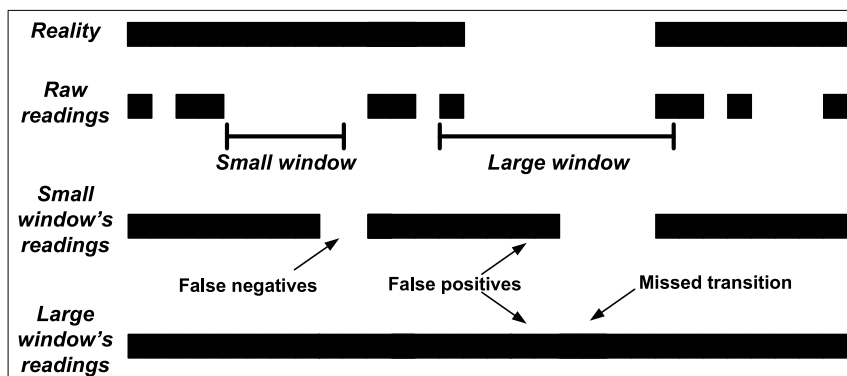 Reality
Raw
readings
Small window
Large window
Small
window's
readings
False negatives
False positives
Missed transition
Large
window's
readings